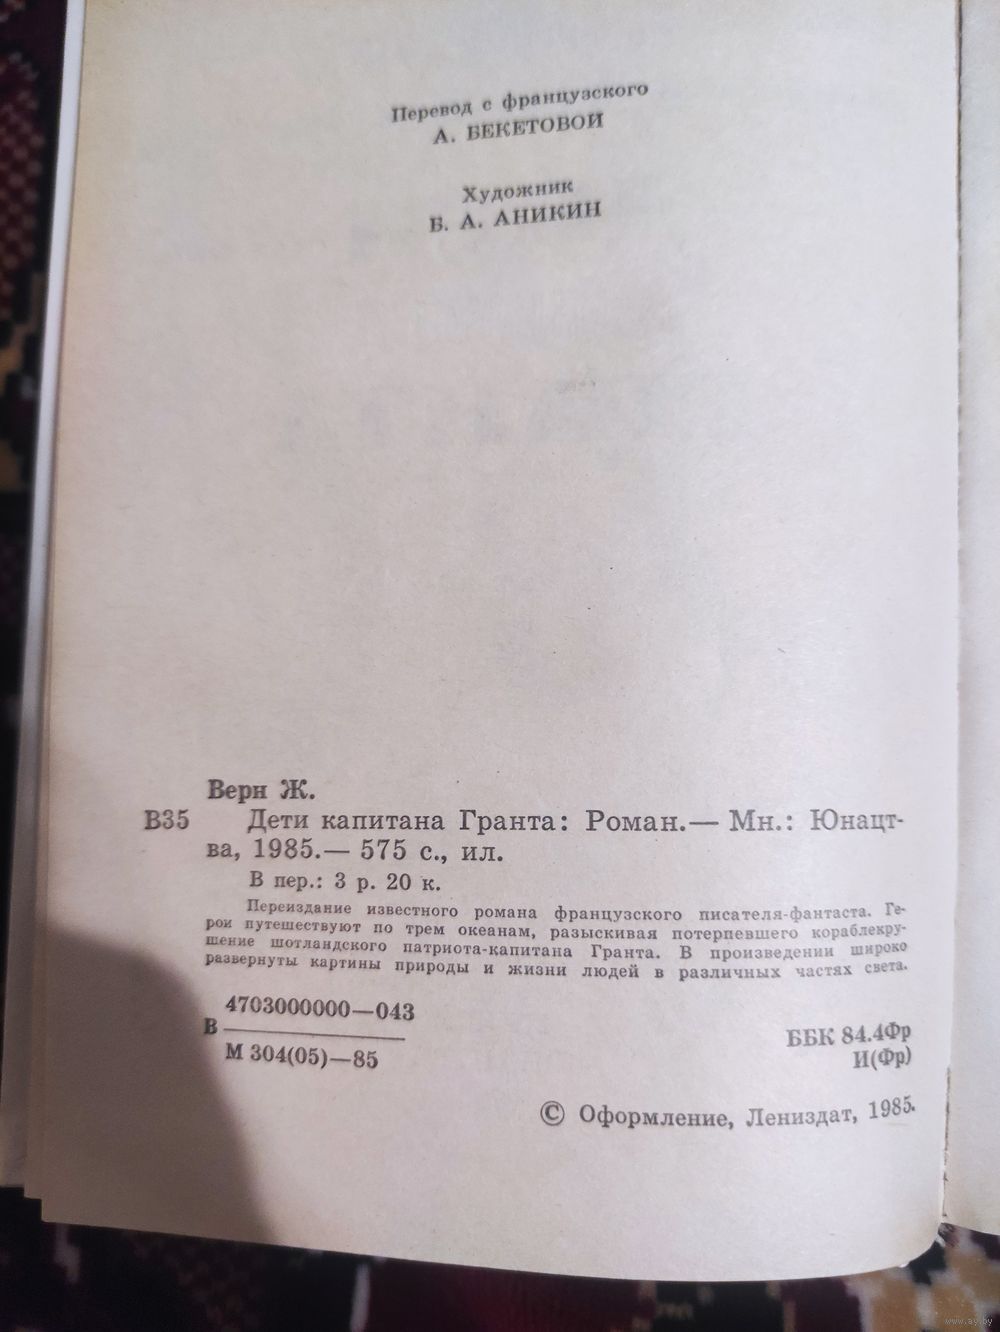 Перевод с французского
А. БЕКЕТОВОЙ
Художник
Б. А. АНИКИН
Верн Ж.
В35 Дети капитана Гранта: Роман.— Мн.: Юнацт-
ва, 1985.— 575 с., ил.
В пер.: 3 р. 20 к.
Переиздание известного романа французского писателя-фантаста. Ге-
рои путешествуют по трем океанам, разыскивая потерпевшего кораблекру-
шение шотландского патриота-капитана Гранта. В произведении широко
развернуты картины природы и жизни людей в различных частях света.
4703000000—043
В
М 304(05)—85
ББК 84.4Фр
И(Фр)
© Оформление, Лениздат, 1985.
www.ay.by